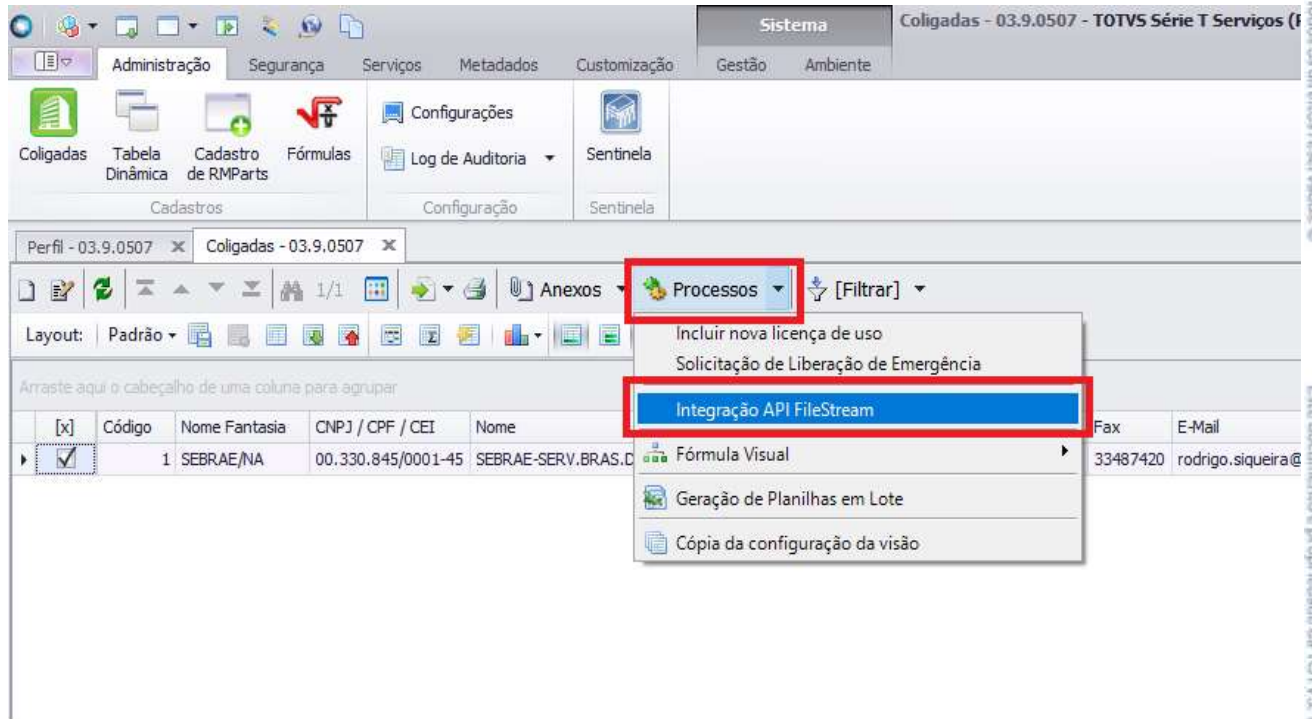 Sistema
Coligadas - 03.9.0507 - TOTVS Série T Serviços (
Administração Segurança Serviços Metadados Customização Gestão Ambiente
Coligadas
Tabela Dinâmica
Cadastro de RMParts
Fórmulas
Configurações
Log de Auditoria
Sentinela
Cadastros Configuração Sentinela
Perfil - 03.9.0507 Coligadas - 03.9.0507
1/1 Anexos Processos [Filtrar]
Layout: Padrão
Incluir nova licença de uso
Solicitação de Liberação de Emergência
Arraste aqui o cabeçalho de uma coluna para agrupar
Integração API FileStream
[x] Código Nome Fantasia CNPJ / CPF / CEI Nome Fax E-Mail
1 SEBRAE/NA 00.330.845/0001-45 SEBRAE-SERV.BRAS.D 33487420 rodrigo.siqueira@
Fórmula Visual
Geração de Planilhas em Lote
Cópia da configuração da visão